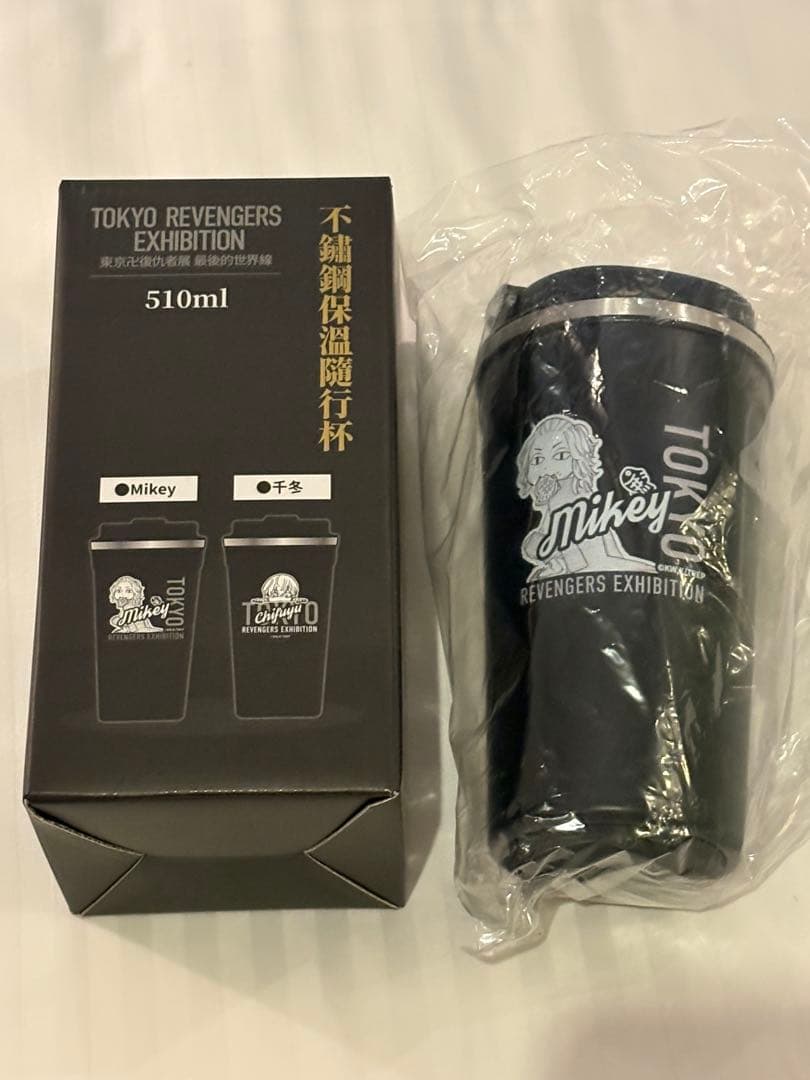 TOKYO REVENGERS
EXHIBITION
東京卍復仇者展 最後的世界線
510ml
不鏽鋼保溫隨行杯
●Mikey
●千冬
Mikey
TOKYO
REVENGERS EXHIBITION
TOKYO
Chifuyu
REVENGERS EXHIBITION
Mikey
TOKYO
REVENGERS EXHIBITION